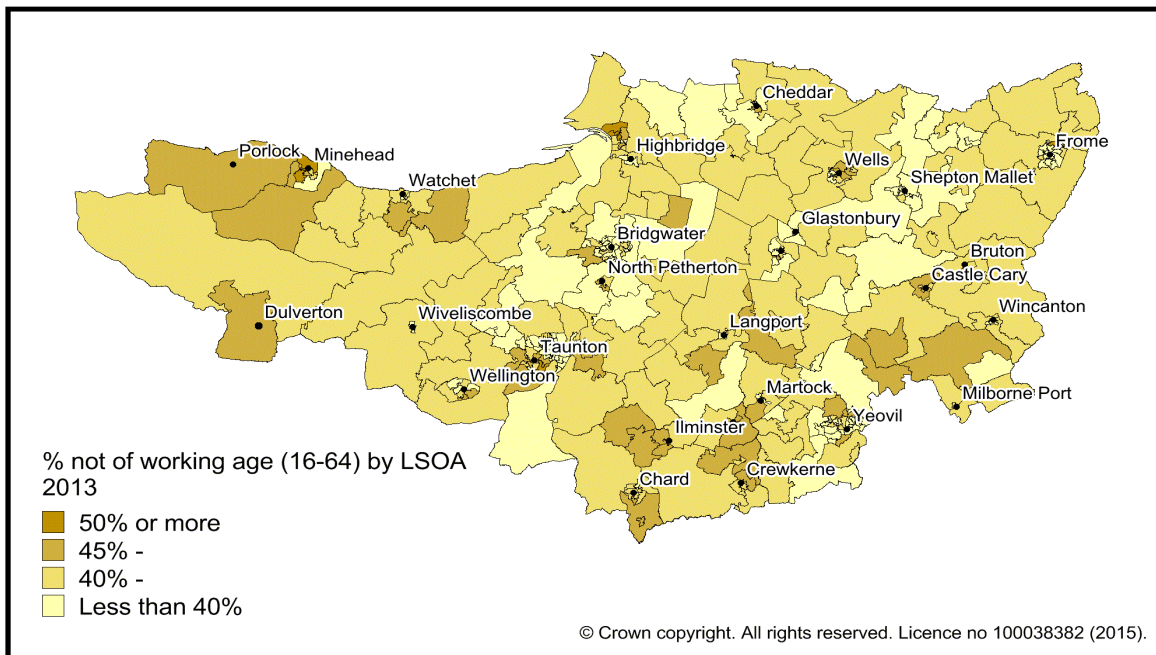 Cheddar
Highbridge
Frome
Porlock
Minehead
Wells
Watchet
Shepton Mallet
Glastonbury
Bridgwater
Bruton
North Petherton
Castle Cary
Dulverton
Wiveliscombe
Langport
Wincanton
Taunton
Wellington
Martock
Milborne Port
Yeovil
Ilminster
Crewkerne
Chard
% not of working age (16-64) by LSOA
2013
50% or more
45% -
40% -
Less than 40%
© Crown copyright. All rights reserved. Licence no 100038382 (2015).